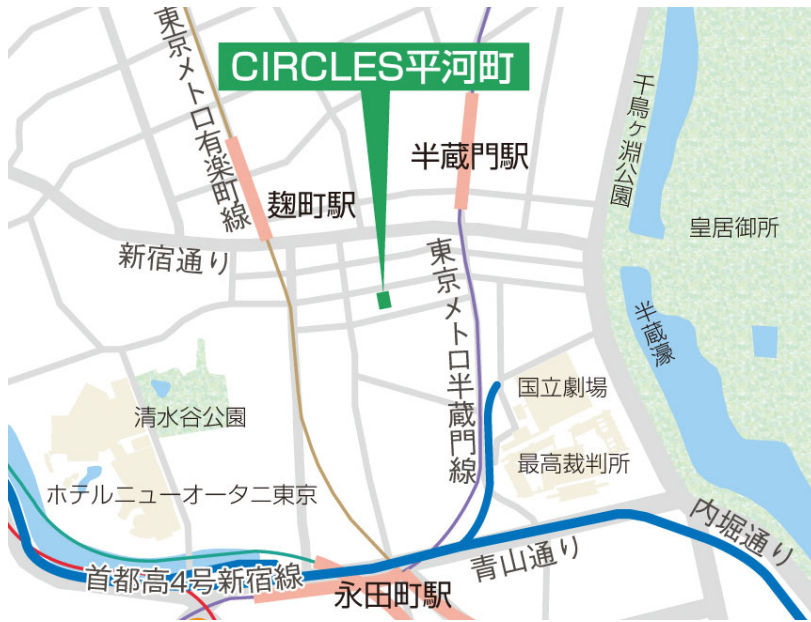 CIRCLES平河町
東京メトロ有楽町線
麹町駅
半蔵門駅
千鳥ヶ淵公園
皇居御所
新宿通り
東京メトロ半蔵門線
半蔵濠
清水谷公園
国立劇場
最高裁判所
ホテルニューオータニ東京
内堀通り
青山通り
首都高4号新宿線
永田町駅